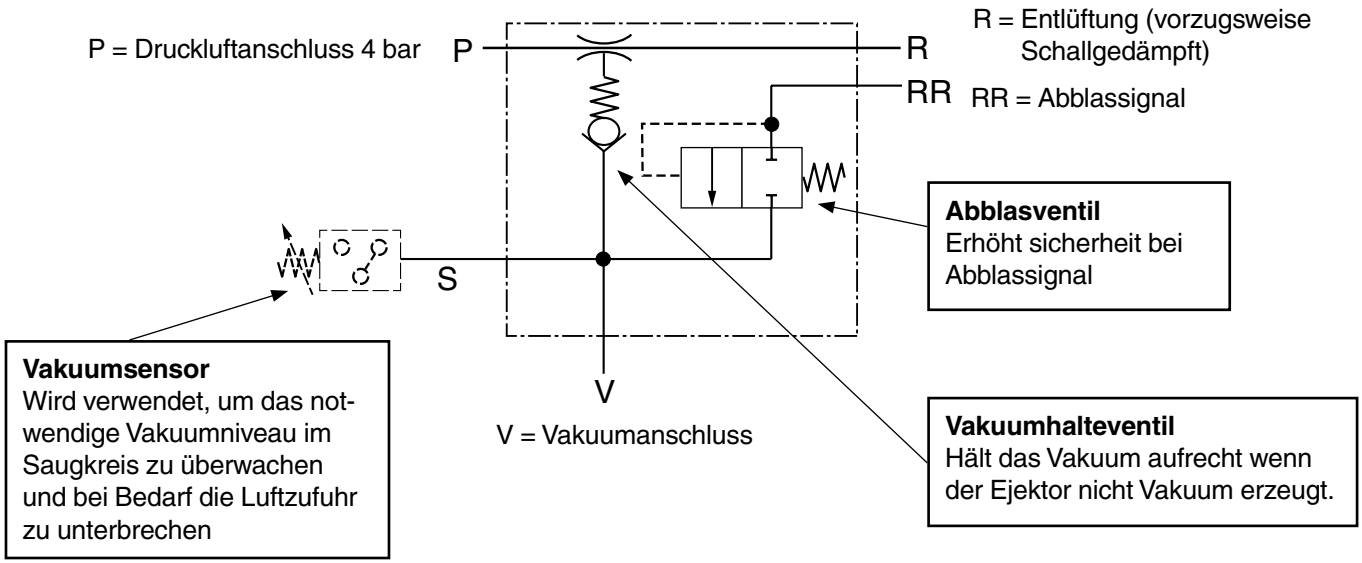 P = Druckluftanschluss 4 bar
P
R
R = Entlüftung (vorzugsweise
Schallgedämpft)
RR
RR = Abblassignal
Abblasventil
Erhöht sicherheit bei
Abblassignal
S
Vakuumsensor
Wird verwendet, um das not-
wendige Vakuumniveau im
Saugkreis zu überwachen
und bei Bedarf die Luftzufuhr
zu unterbrechen
V
V = Vakuumanschluss
Vakuumhalteventil
Hält das Vakuum aufrecht wenn
der Ejektor nicht Vakuum erzeugt.